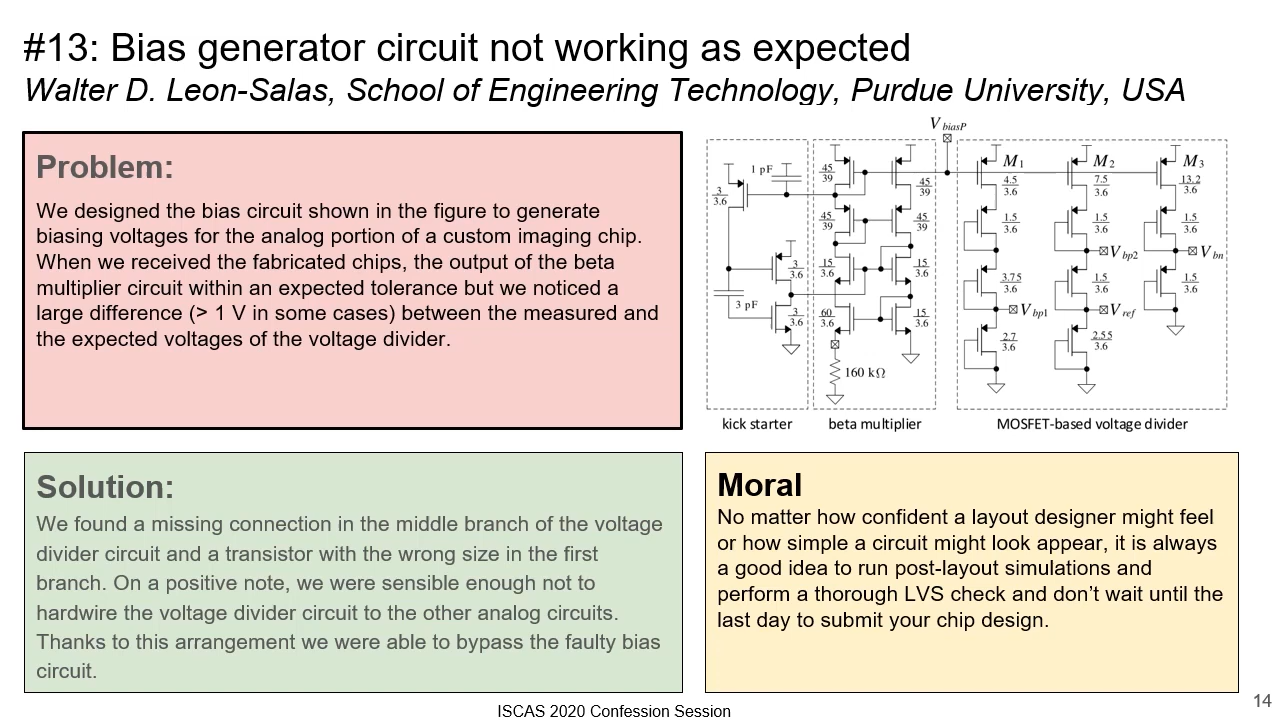 #13: Bias generator circuit not working as expected
Walter D. Leon-Salas, School of Engineering Technology, Purdue University, USA
Problem:
We designed the bias circuit shown in the figure to generate
biasing voltages for the analog portion of a custom imaging chip.
When we received the fabricated chips, the output of the beta
multiplier circuit within an expected tolerance but we noticed a
large difference (> 1 V in some cases) between the measured and
the expected voltages of the voltage divider.
V biasP
1 pF
3/3.6
45/39
45/39
45/39
45/39
3/3.6
15/3.6
15/3.6
3 pF
3/3.6
60/3.6
15/3.6
160 kΩ
M1
4.5/3.6
M2
7.5/3.6
M3
13.2/3.6
1.5/3.6
1.5/3.6
1.5/3.6
Vbp2
Vbn
3.75/3.6
1.5/3.6
1.5/3.6
Vbp1
Vref
2.7/3.6
2.55/3.6
kick starter
beta multiplier
MOSFET-based voltage divider
Solution:
We found a missing connection in the middle branch of the voltage
divider circuit and a transistor with the wrong size in the first
branch. On a positive note, we were sensible enough not to
hardwire the voltage divider circuit to the other analog circuits.
Thanks to this arrangement we were able to bypass the faulty bias
circuit.
Moral
No matter how confident a layout designer might feel
or how simple a circuit might look appear, it is always
a good idea to run post-layout simulations and
perform a thorough LVS check and don't wait until the
last day to submit your chip design.
ISCAS 2020 Confession Session
14